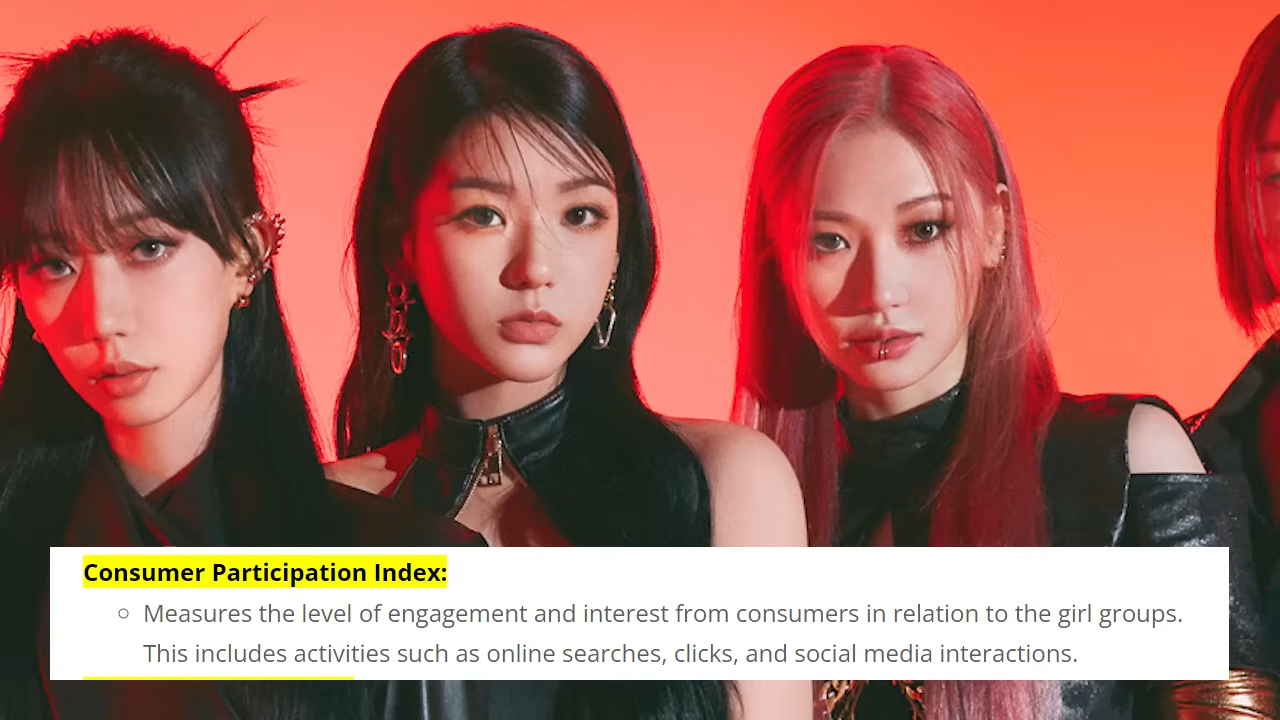 Consumer Participation Index:
Measures the level of engagement and interest from consumers in relation to the girl groups.
This includes activities such as online searches, clicks, and social media interactions.